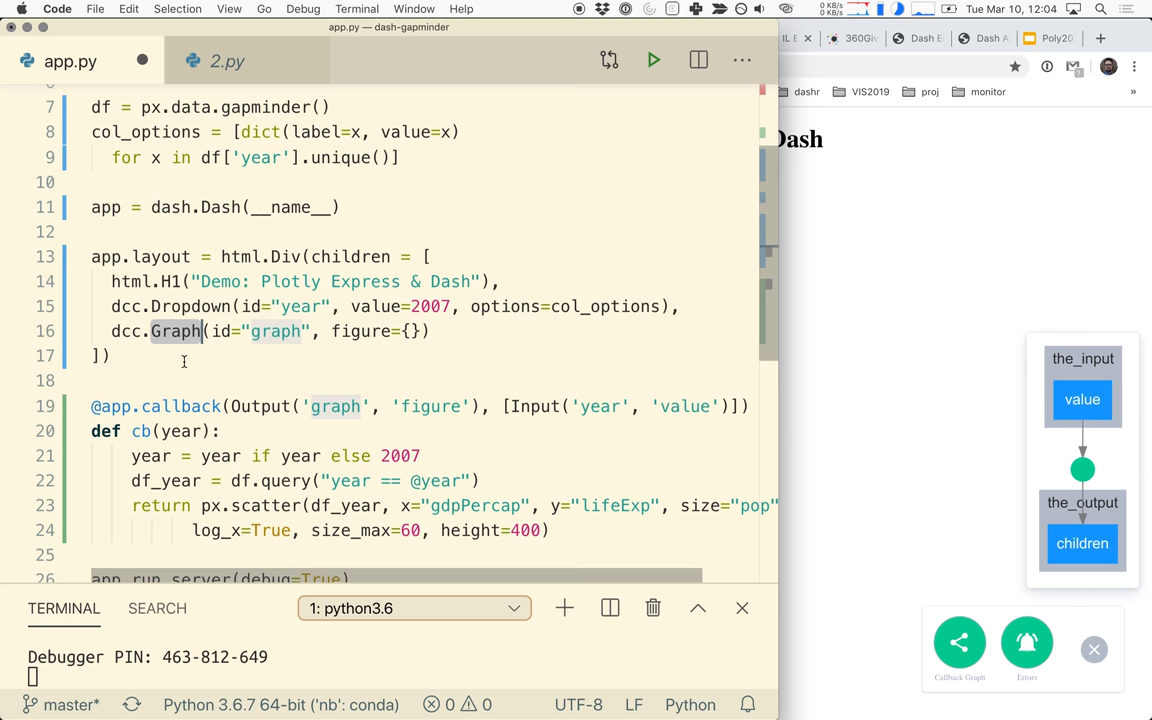 Code File Edit Selection View Go Debug Terminal Window Help
0 KB/s
0 KB/s
Tue Mar 10, 12:04
app.py — dash-gapminder
app.py
2.py
IL E
360Giv
Dash E
Dash A
Poly20
dashr VIS2019 proj monitor »
7 df = px.data.gapminder()
8 col_options = [dict(label=x, value=x)
9 for x in df['year'].unique()]
10
11 app = dash.Dash(__name__)
12
13 app.layout = html.Div(children = [
14 html.H1("Demo: Plotly Express & Dash"),
15 dcc.Dropdown(id="year", value=2007, options=col_options),
16 dcc.Graph(id="graph", figure={})
17 ])
18
19 @app.callback(Output('graph', 'figure'), [Input('year', 'value')])
20 def cb(year):
21 year = year if year else 2007
22 df_year = df.query("year == @year")
23 return px.scatter(df_year, x="gdpPercap", y="lifeExp", size="pop"
24 log_x=True, size_max=60, height=400)
25
26 app.run_server(debug=True)
Dash
the_input
value
the_output
children
Callback Graph
Errors
TERMINAL SEARCH
1: python3.6
Debugger PIN: 463-812-649
master* Python 3.6.7 64-bit ('nb': conda) 0 0 UTF-8 LF Python